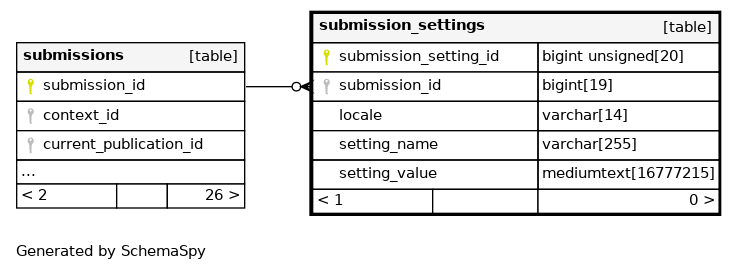 submissions [table]
submission_id
context_id
current_publication_id
...
< 2 26 >
submission_settings [table]
submission_setting_id bigint unsigned[20]
submission_id bigint[19]
locale varchar[14]
setting_name varchar[255]
setting_value mediumtext[16777215]
< 1 0 >
Generated by SchemaSpy